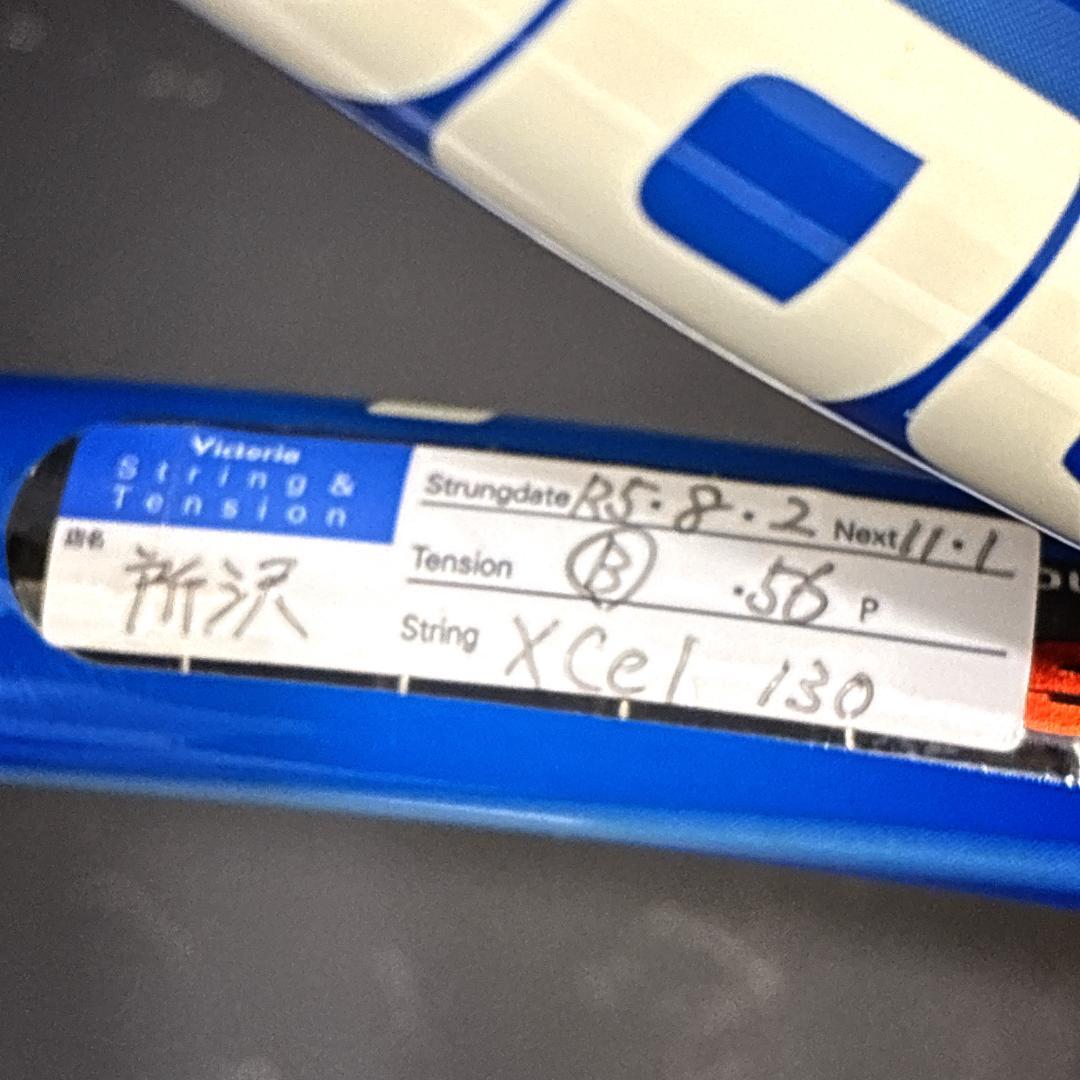 Victoria
String &
Tension
店名
所沢
Strungdate R5・8・2 Next 11・1
Tension Ⓑ ・56 P
String XCel 130